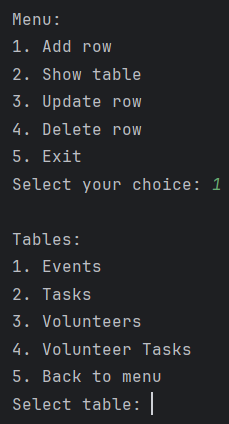 Menu:
1. Add row
2. Show table
3. Update row
4. Delete row
5. Exit
Select your choice: 1
Tables:
1. Events
2. Tasks
3. Volunteers
4. Volunteer Tasks
5. Back to menu
Select table: